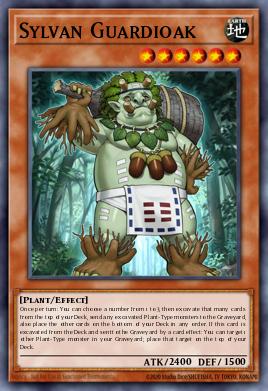 SYLVAN GUARDIOAK
EARTH
地
[PLANT/EFFECT]
Once per turn: You can choose a number from 1 to 3, then excavate that many cards
from the top of your Deck, send any excavated Plant-Type monsters to the Graveyard,
also place the other cards on the bottom of your Deck in any order. If this card is
excavated from the Deck and sent to the Graveyard by a card effect: You can target 1
other Plant-Type Monster in your Graveyard; place that target on the top of your
Deck.
ATK/2400 DEF/1500